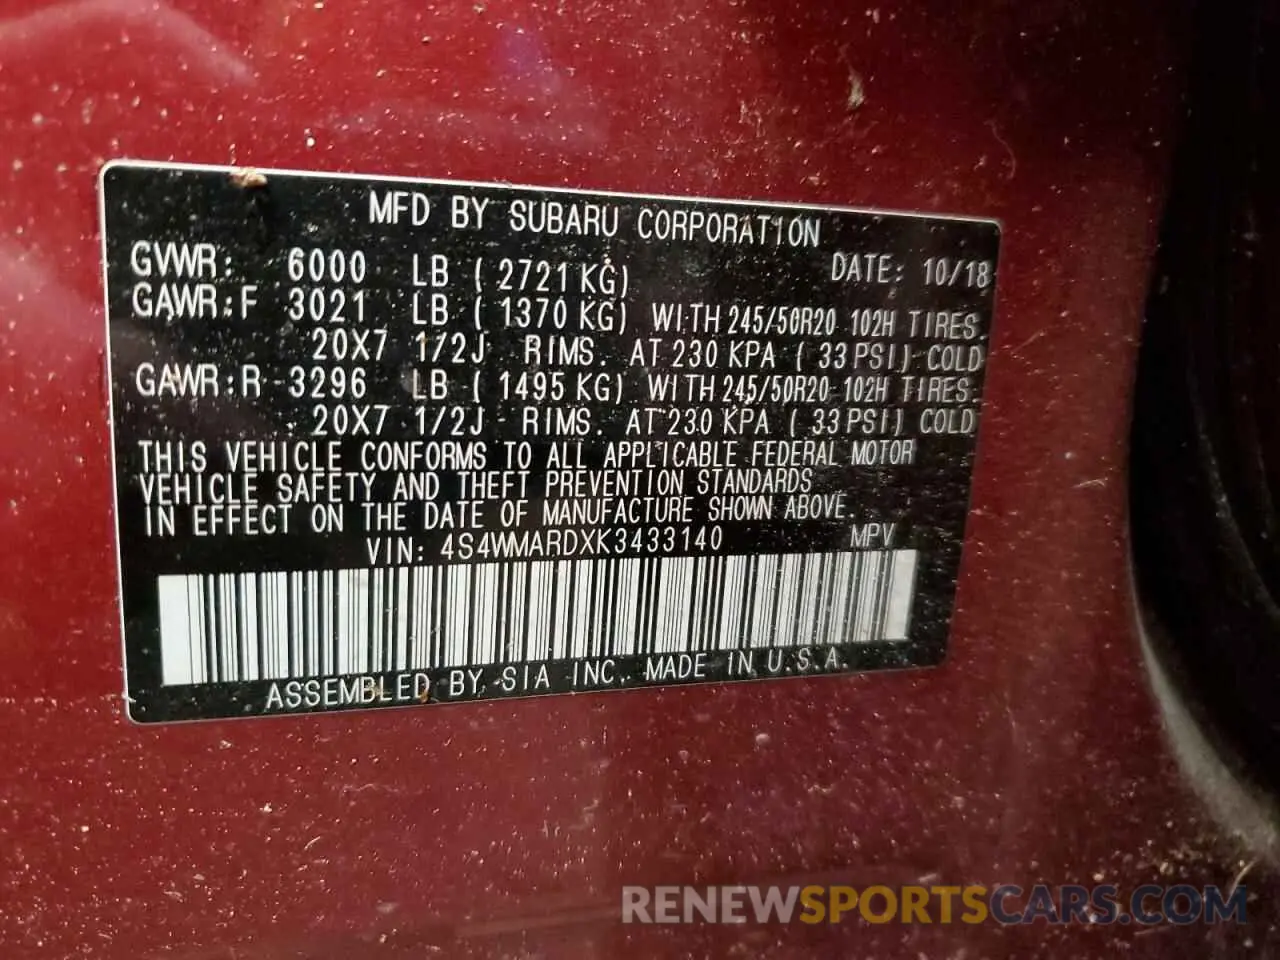 MFD BY SUBARU CORPORATION
GVWR: 6000 LB (2721 KG) DATE: 10/18
GAWR:F 3021 LB (1370 KG) WITH 245/50R20 102H TIRES.
20X7 1/2J RIMS. AT 230 KPA (33 PSI) COLD
GAWR:R 3296 LB (1495 KG) WITH 245/50R20 102H TIRES.
20X7 1/2J RIMS. AT 230 KPA (33 PSI) COLD
THIS VEHICLE CONFORMS TO ALL APPLICABLE FEDERAL MOTOR
VEHICLE SAFETY AND THEFT PREVENTION STANDARDS
IN EFFECT ON THE DATE OF MANUFACTURE SHOWN ABOVE.
VIN: 4S4WMARDXK3433140 MPV
ASSEMBLED BY SIA INC. MADE IN U.S.A.
RENEWSPORTSCARS.COM